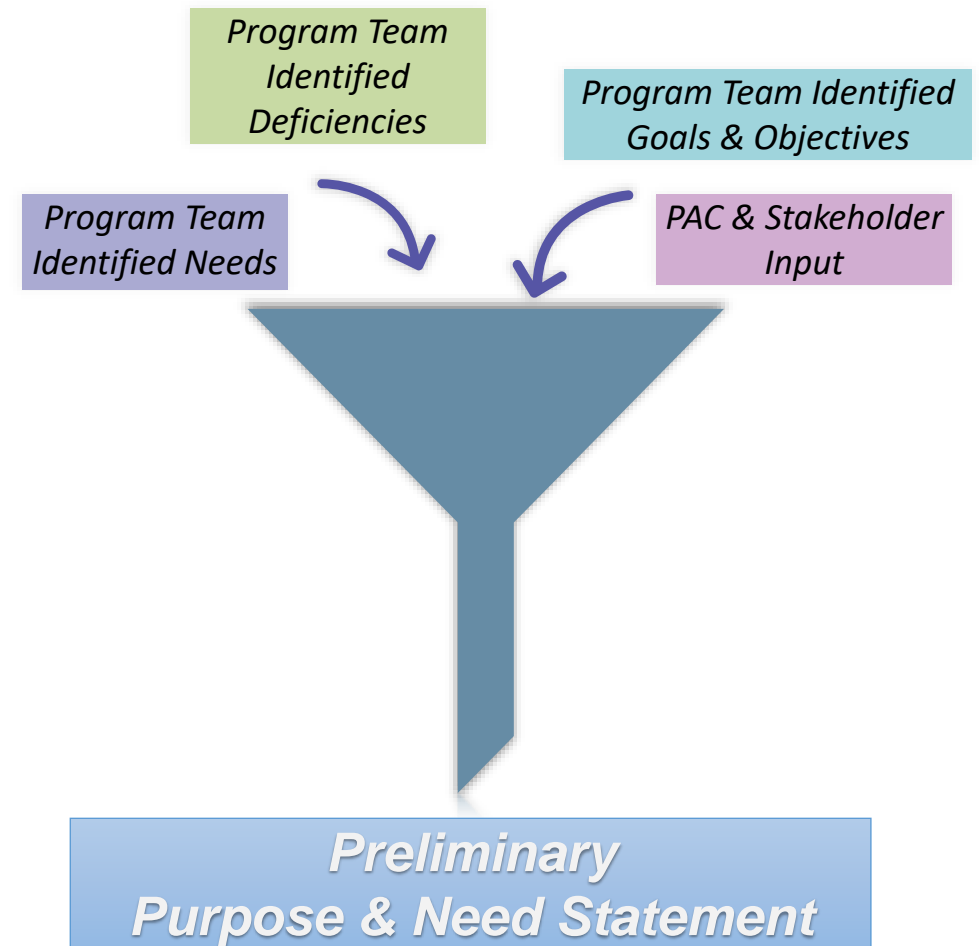 Program Team
Identified
Deficiencies
Program Team Identified
Goals & Objectives
Program Team
Identified Needs
PAC & Stakeholder
Input
Preliminary
Purpose & Need Statement